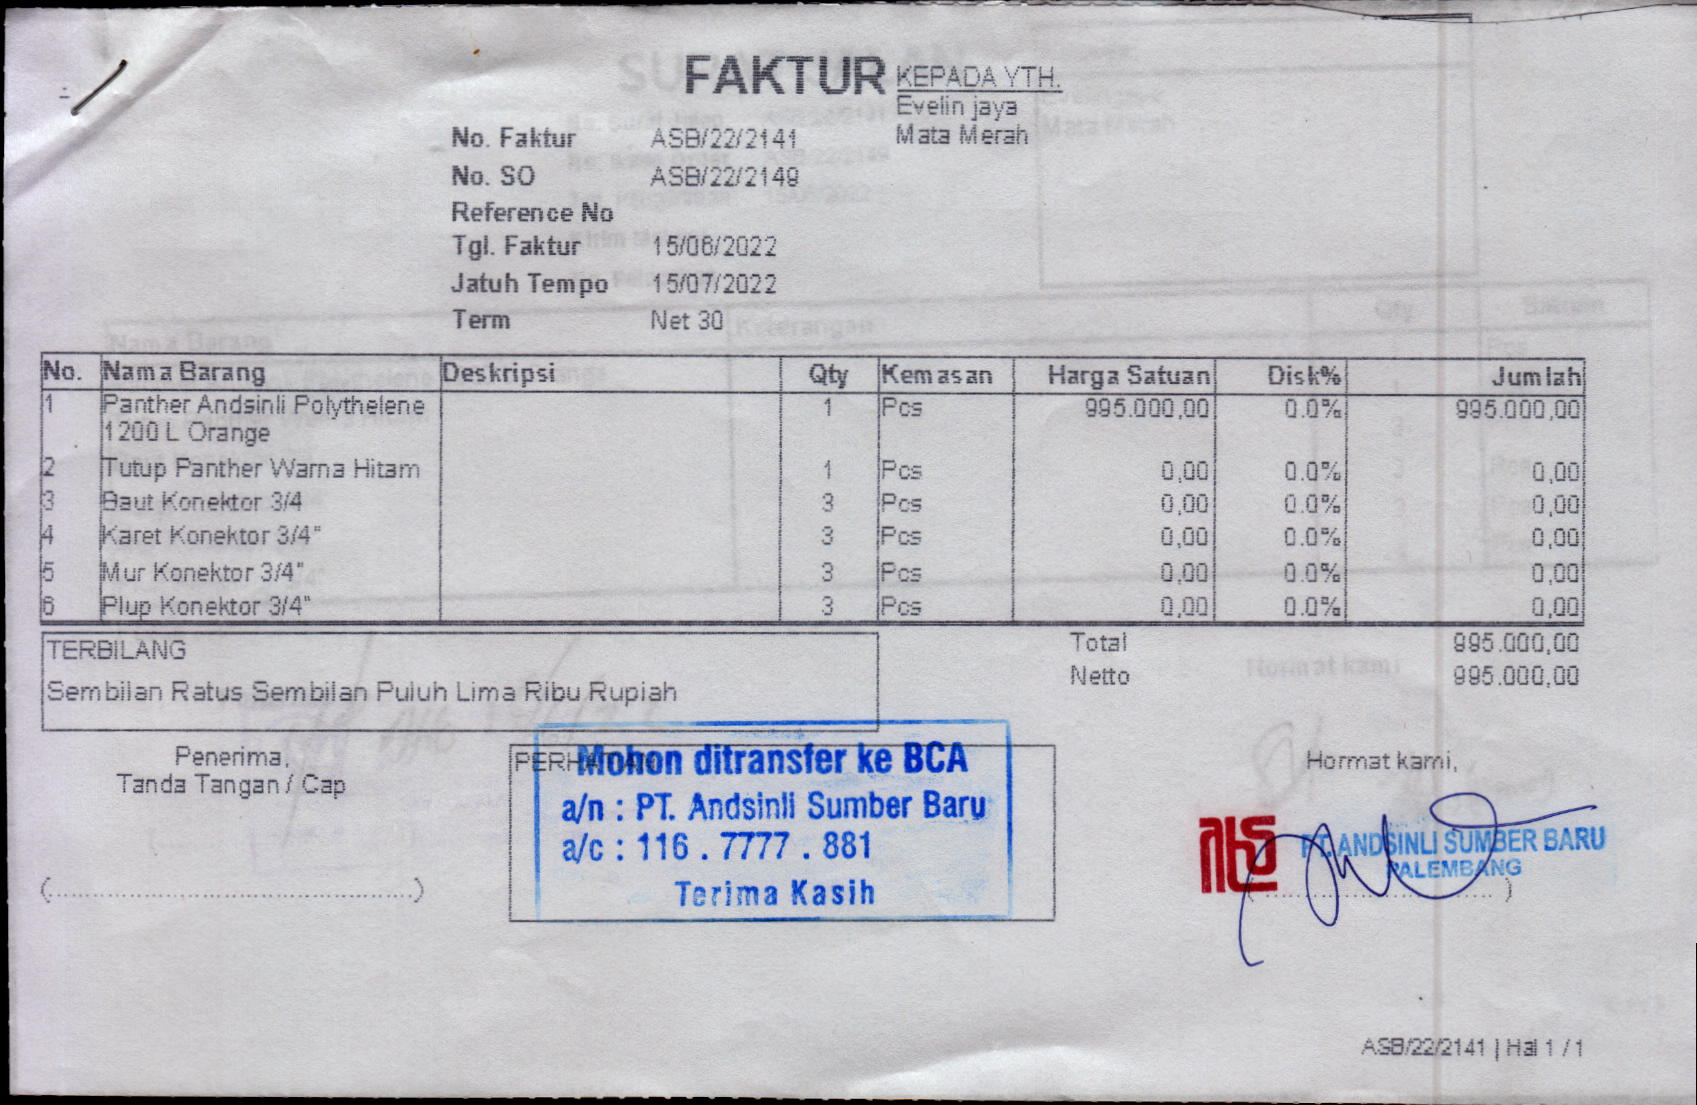 FAKTUR
KEPADA YTH.
Evelin jaya
Mata Merah
No. Faktur ASB/22/2141
No. SO ASB/22/2149
Reference No
Tgl. Faktur 15/06/2022
Jatuh Tempo 15/07/2022
Term Net 30
No. Nama Barang Deskripsi Qty Kemasan Harga Satuan Disk% Jumlah
1 Panther Andsinli Polythelene 1 Pcs 995.000,00 0.0% 995.000,00
1200 L Orange
2 Tutup Panther Warna Hitam 1 Pcs 0,00 0.0% 0,00
3 Baut Konektor 3/4 3 Pcs 0,00 0.0% 0,00
4 Karet Konektor 3/4" 3 Pcs 0,00 0.0% 0,00
5 Mur Konektor 3/4" 3 Pcs 0,00 0.0% 0,00
6 Plup Konektor 3/4" 3 Pcs 0,00 0.0% 0,00
TERBILANG
Sembilan Ratus Sembilan Puluh Lima Ribu Rupiah
Total 995.000,00
Netto 995.000,00
Penerima,
Tanda Tangan / Cap
(........................................)
PERHATIAN
Mohon ditransfer ke BCA
a/n : PT. Andsinli Sumber Baru
a/c : 116 . 7777 . 881
Terima Kasih
Hormat kami,
PT. ANDSINLI SUMBER BARU
PALEMBANG
(........................................)
ASB/22/2141 | Hal 1 / 1